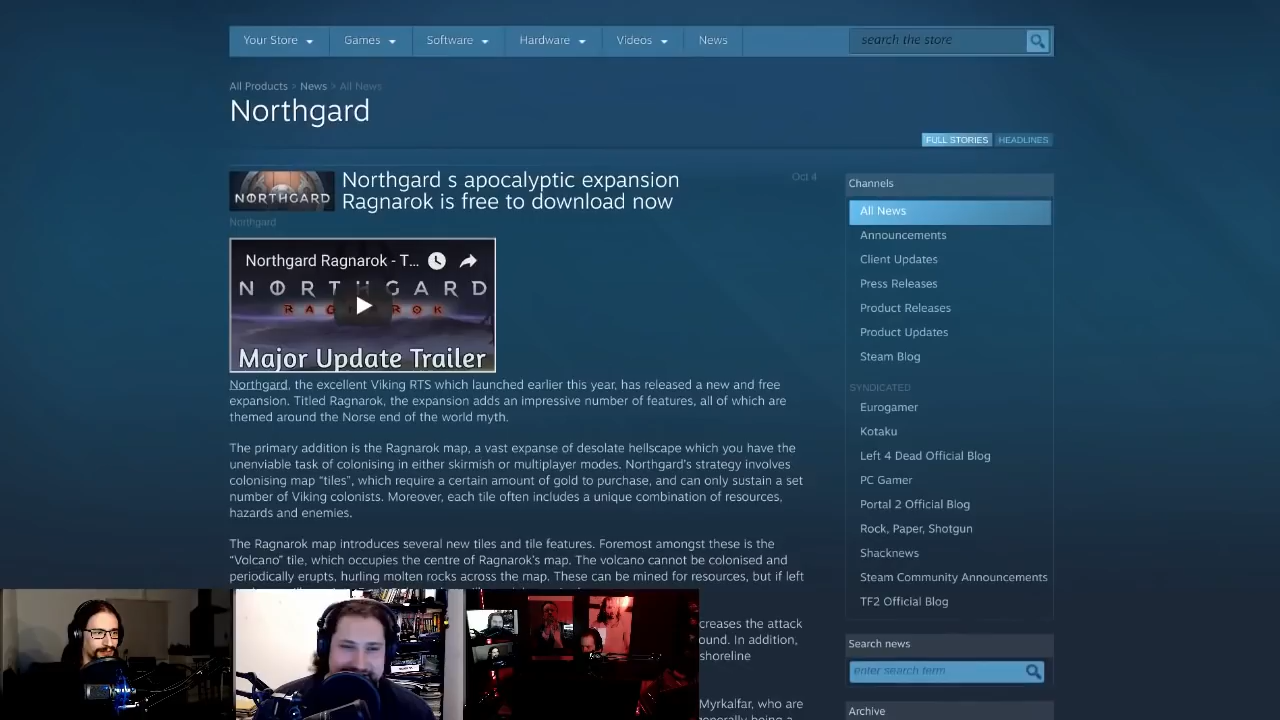 Your Store Games Software Hardware Videos News search the store
All Products > News > All News
Northgard
FULL STORIES HEADLINES
NORTHGARD
Northgard s apocalyptic expansion
Ragnarok is free to download now
Oct 4
Northgard
Northgard Ragnarok - T...
NORTHGARD
RAGNAROK
Major Update Trailer
Northgard, the excellent Viking RTS which launched earlier this year, has released a new and free
expansion. Titled Ragnarok, the expansion adds an impressive number of features, all of which are
themed around the Norse end of the world myth.
The primary addition is the Ragnarok map, a vast expanse of desolate hellscape which you have the
unenviable task of colonising in either skirmish or multiplayer modes. Northgard's strategy involves
colonising map “tiles”, which require a certain amount of gold to purchase, and can only sustain a set
number of Viking colonists. Moreover, each tile often includes a unique combination of resources,
hazards and enemies.
The Ragnarok map introduces several new tiles and tile features. Foremost amongst these is the
“Volcano” tile, which occupies the centre of Ragnarok's map. The volcano cannot be colonised and
periodically erupts, hurling molten rocks across the map. These can be mined for resources, but if left
creases the attack
ound. In addition,
shoreline
Myrkalfar, who are
generally being a
Channels
All News
Announcements
Client Updates
Press Releases
Product Releases
Product Updates
Steam Blog
SYNDICATED
Eurogamer
Kotaku
Left 4 Dead Official Blog
PC Gamer
Portal 2 Official Blog
Rock, Paper, Shotgun
Shacknews
Steam Community Announcements
TF2 Official Blog
Search news
enter search term
Archive